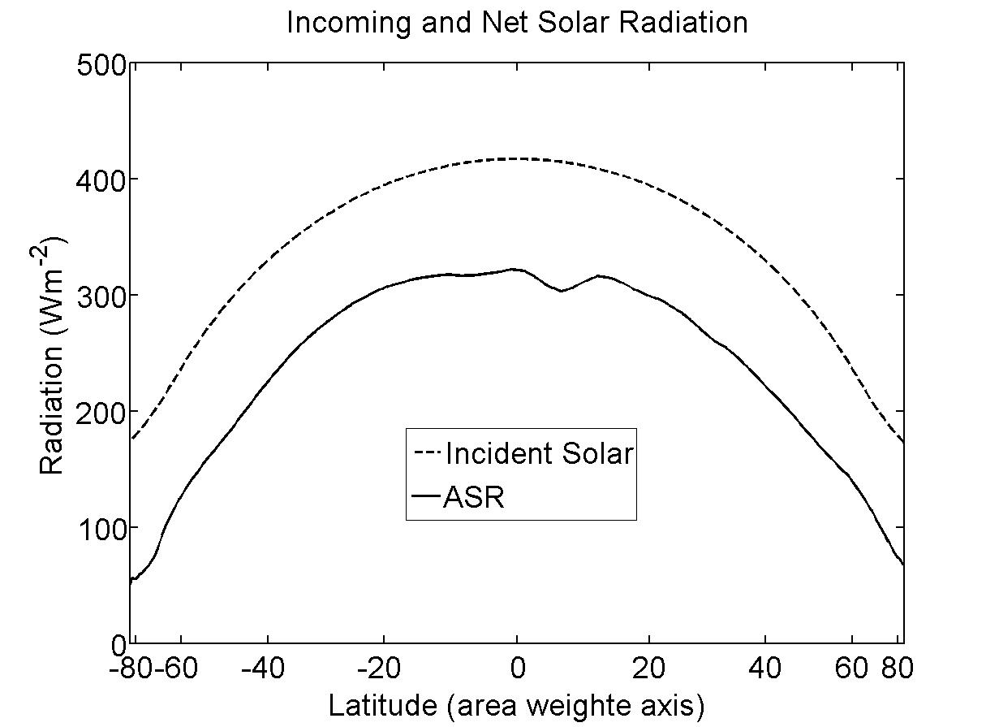 Incoming and Net Solar Radiation
500
400
300
200
100
0
Radiation (Wm-2)
Incident Solar
ASR
-80 -60 -40 -20 0 20 40 60 80
Latitude (area weighte axis)